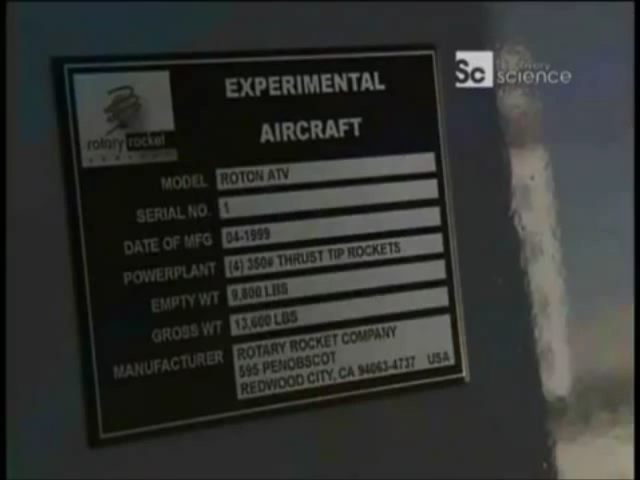 Sc Discovery
science
rotary rocket
EXPERIMENTAL
AIRCRAFT
MODEL ROTON ATV
SERIAL NO. 1
DATE OF MFG 04-1999
POWERPLANT (4) 350# THRUST TIP ROCKETS
EMPTY WT 9,800 LBS
GROSS WT 13,600 LBS
MANUFACTURER ROTARY ROCKET COMPANY
595 PENOBSCOT
REDWOOD CITY, CA 94063-4737 USA